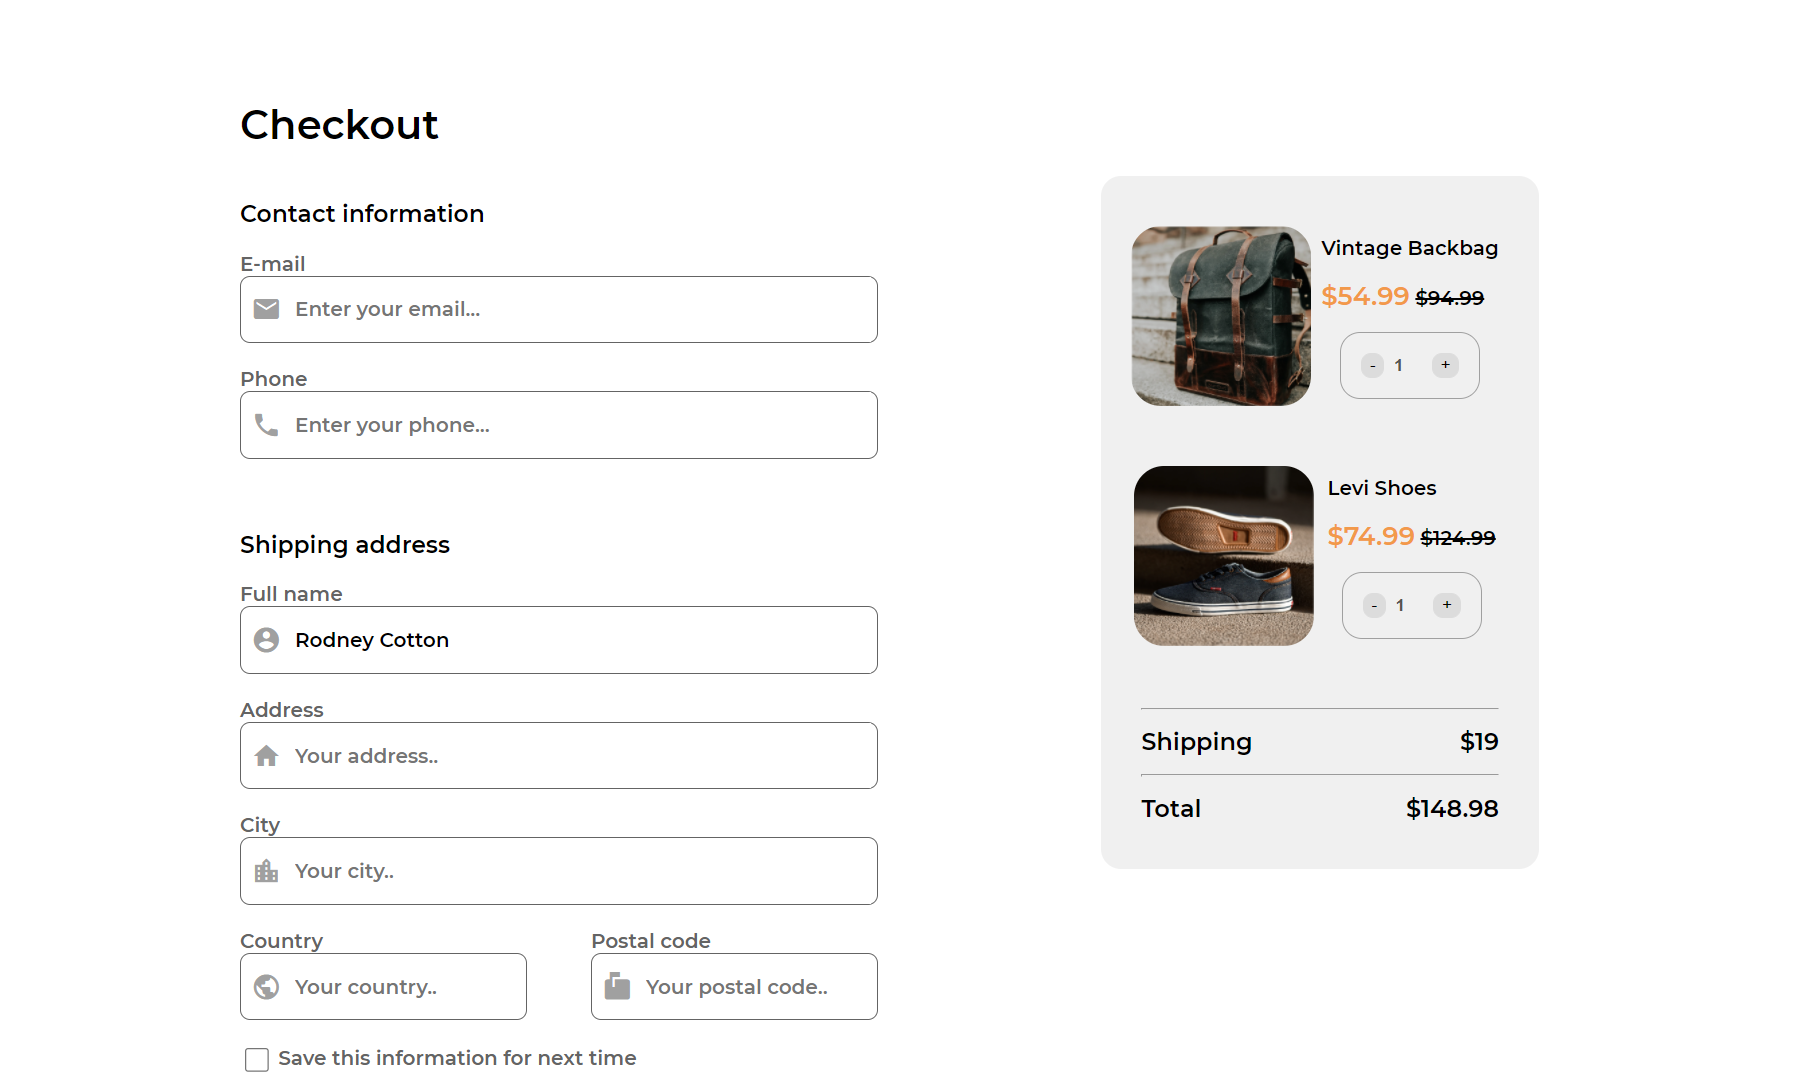 Checkout
Contact information
E-mail
Enter your email...
Phone
Enter your phone...
Shipping address
Full name
Rodney Cotton
Address
Your address..
City
Your city..
Country
Your country..
Postal code
Your postal code..
Save this information for next time
Vintage Backbag
$54.99 $94.99
- 1 +
Levi Shoes
$74.99 $124.99
- 1 +
Shipping $19
Total $148.98